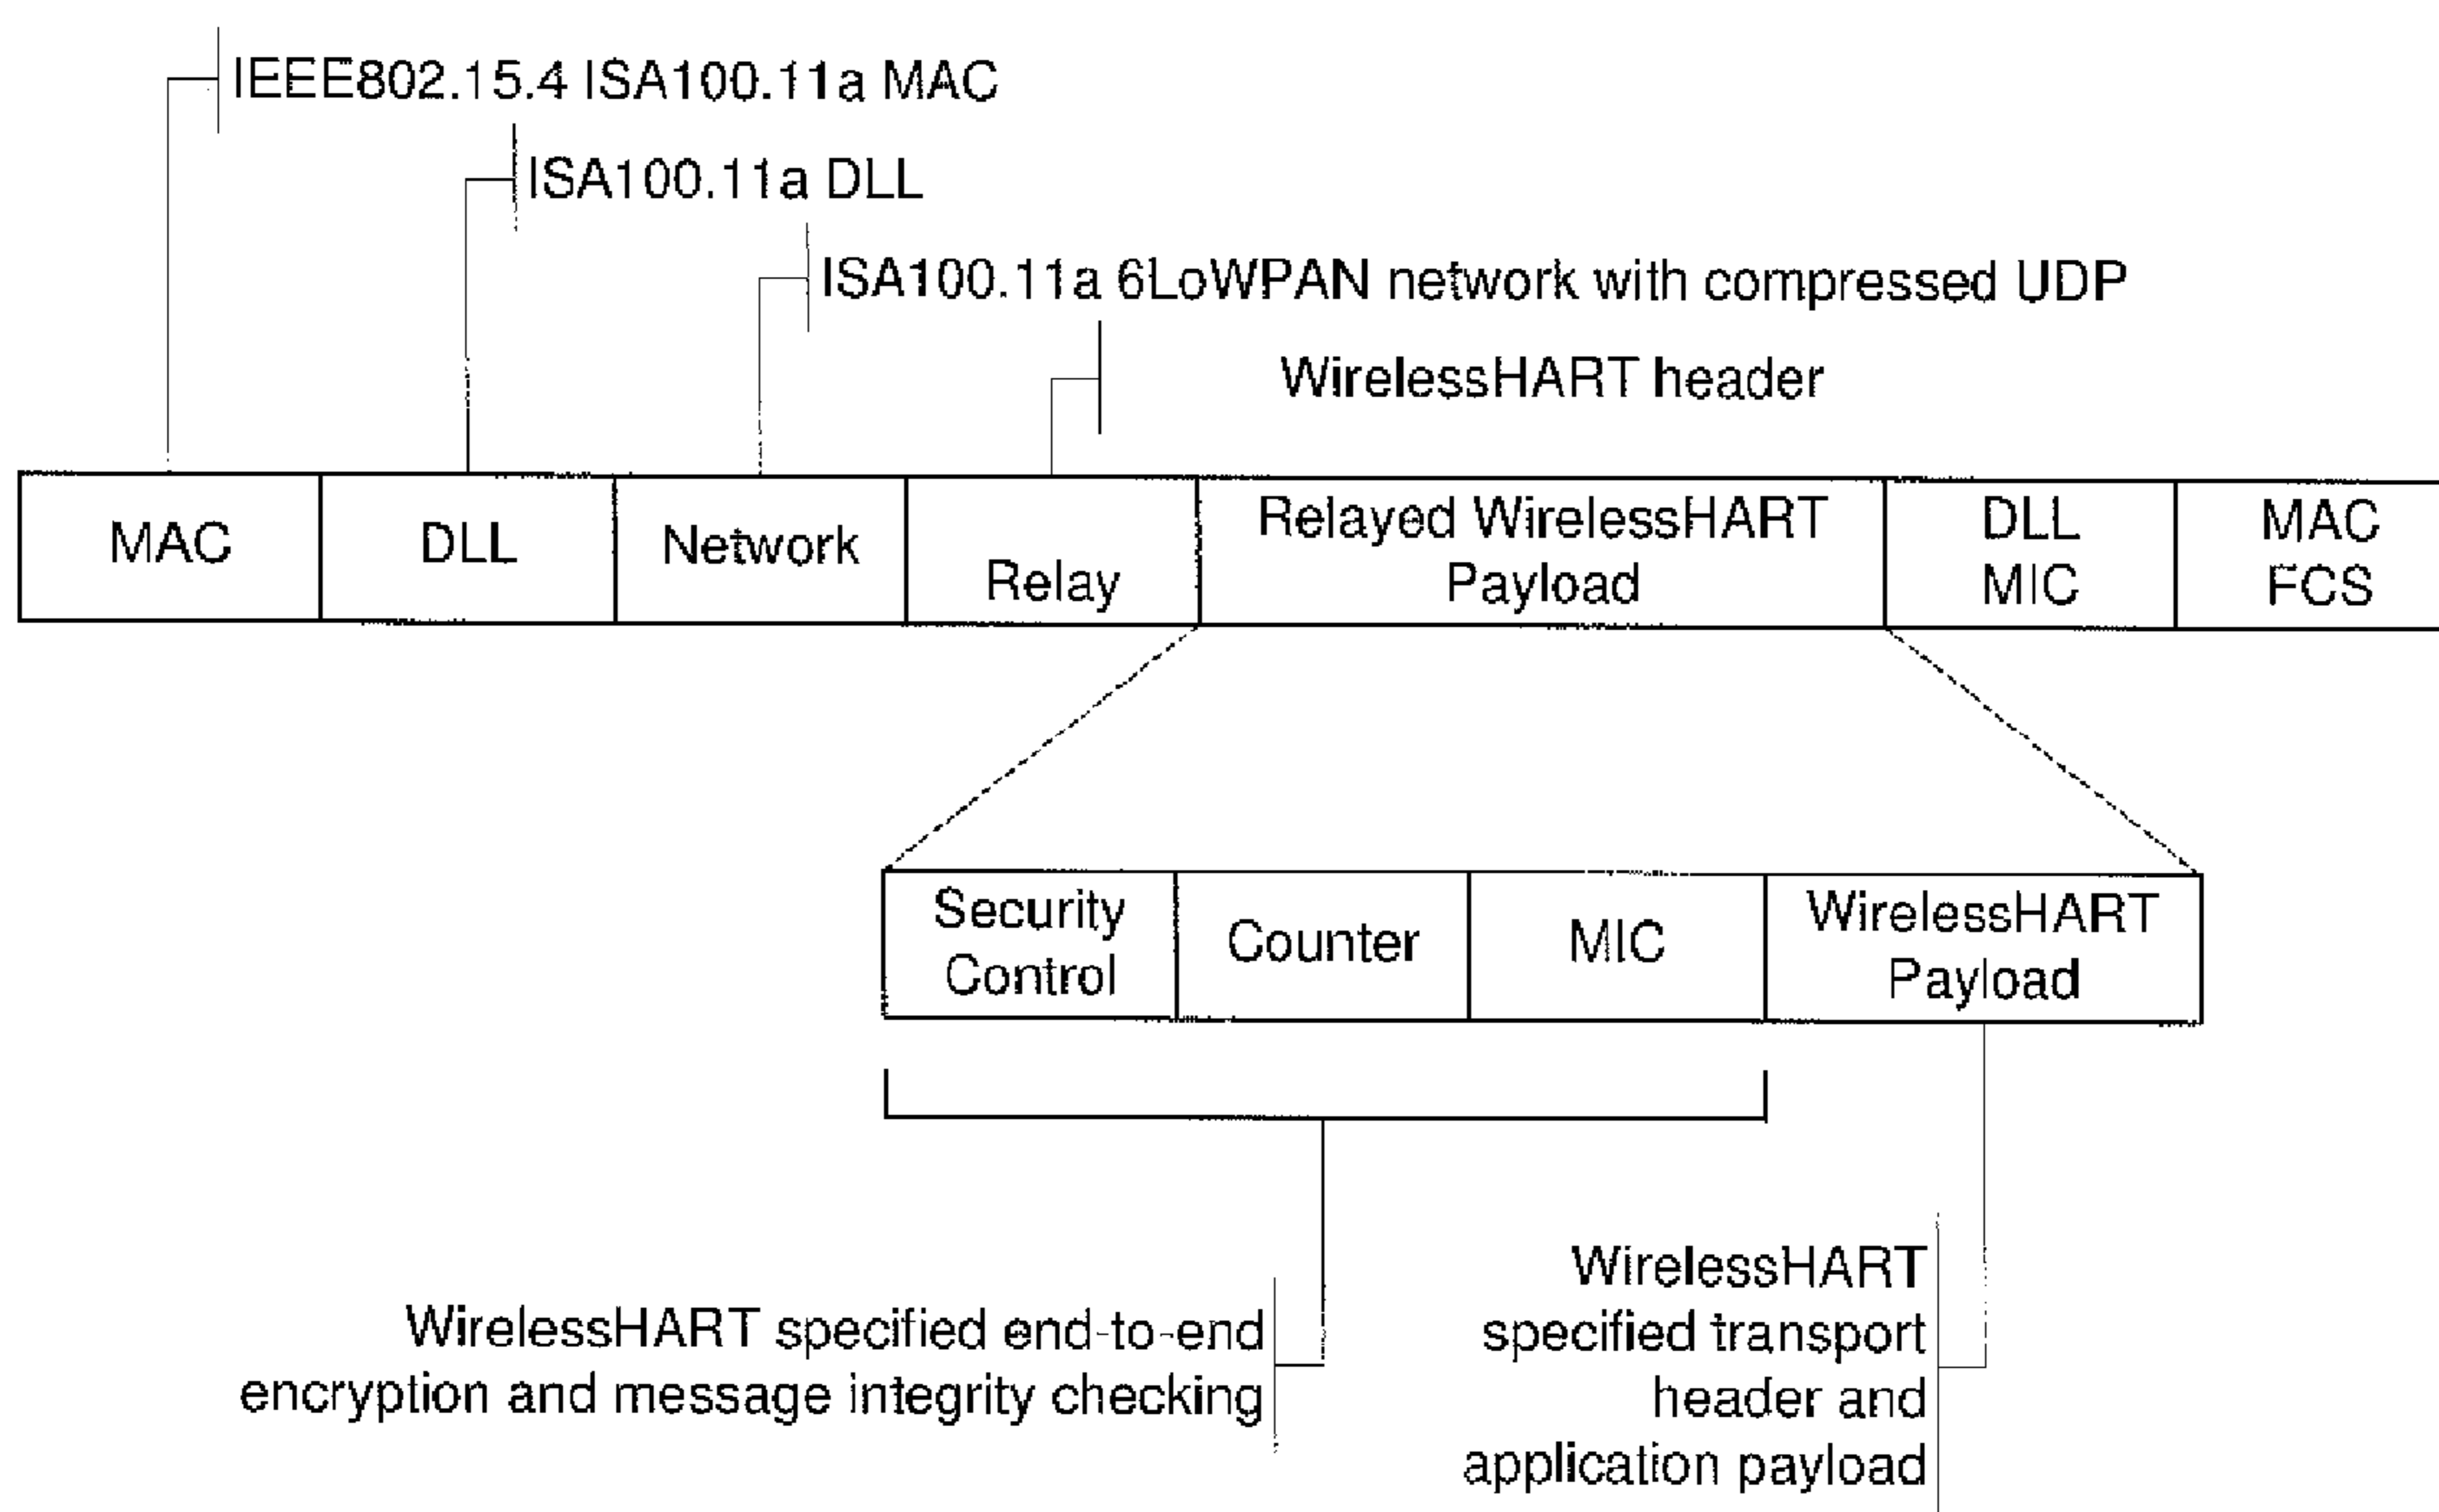 IEEE802.15.4 ISA100.11a MAC
ISA100.11a DLL
ISA100.11a 6LoWPAN network with compressed UDP
WirelessHART header
MAC
DLL
Network
Relay
Relayed WirelessHART
Payload
DLL
MIC
MAC
FCS
Security
Control
Counter
MIC
WirelessHART
Payload
WirelessHART specified end-to-end
encryption and message integrity checking
WirelessHART
specified transport
header and
application payload